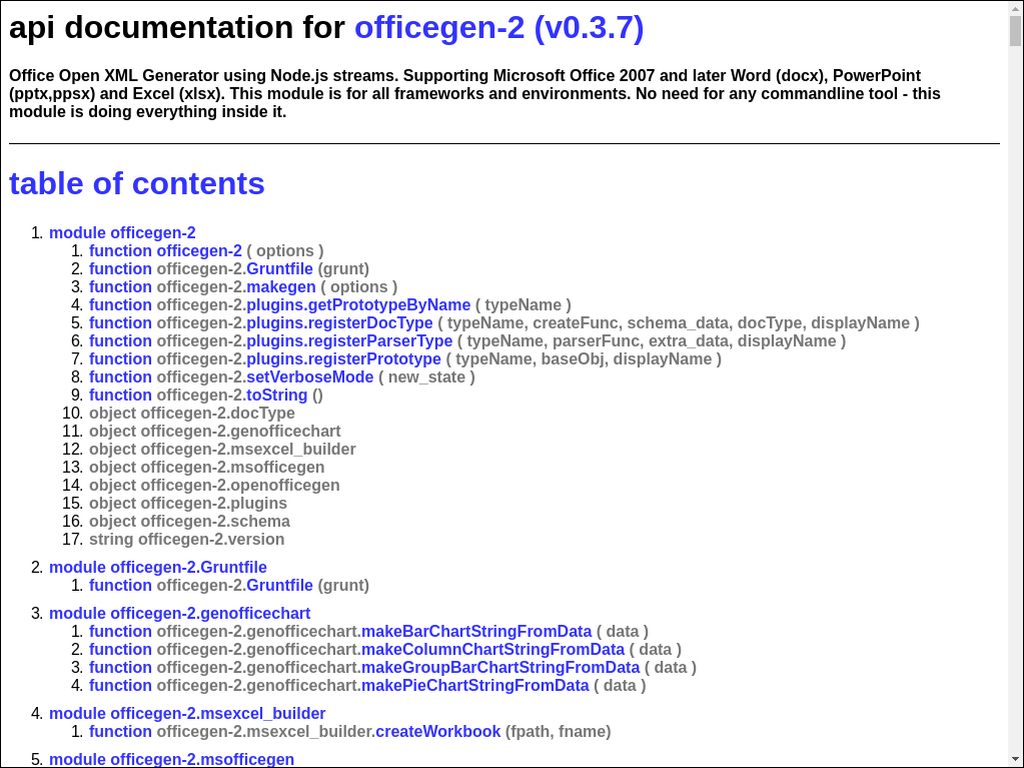 api documentation for officegen-2 (v0.3.7)
Office Open XML Generator using Node.js streams. Supporting Microsoft Office 2007 and later Word (docx), PowerPoint
(pptx,ppsx) and Excel (xlsx). This module is for all frameworks and environments. No need for any commandline tool - this
module is doing everything inside it.
table of contents
1. module officegen-2
1. function officegen-2 ( options )
2. function officegen-2.Gruntfile (grunt)
3. function officegen-2.makegen ( options )
4. function officegen-2.plugins.getPrototypeByName ( typeName )
5. function officegen-2.plugins.registerDocType ( typeName, createFunc, schema_data, docType, displayName )
6. function officegen-2.plugins.registerParserType ( typeName, parserFunc, extra_data, displayName )
7. function officegen-2.plugins.registerPrototype ( typeName, baseObj, displayName )
8. function officegen-2.setVerboseMode ( new_state )
9. function officegen-2.toString ()
10. object officegen-2.docType
11. object officegen-2.genofficechart
12. object officegen-2.msexcel_builder
13. object officegen-2.msofficegen
14. object officegen-2.openofficegen
15. object officegen-2.plugins
16. object officegen-2.schema
17. string officegen-2.version
2. module officegen-2.Gruntfile
1. function officegen-2.Gruntfile (grunt)
3. module officegen-2.genofficechart
1. function officegen-2.genofficechart.makeBarChartStringFromData ( data )
2. function officegen-2.genofficechart.makeColumnChartStringFromData ( data )
3. function officegen-2.genofficechart.makeGroupBarChartStringFromData ( data )
4. function officegen-2.genofficechart.makePieChartStringFromData ( data )
4. module officegen-2.msexcel_builder
1. function officegen-2.msexcel_builder.createWorkbook (fpath, fname)
5. module officegen-2.msofficegen